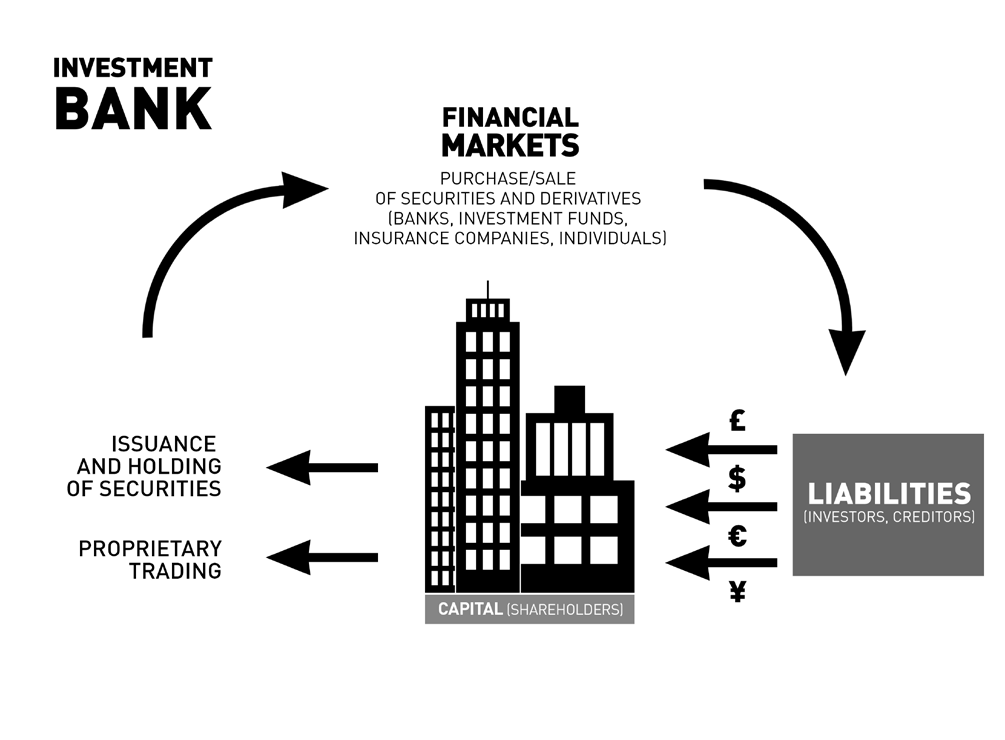 INVESTMENT
BANK
FINANCIAL
MARKETS
PURCHASE/SALE
OF SECURITIES AND DERIVATIVES
(BANKS, INVESTMENT FUNDS,
INSURANCE COMPANIES, INDIVIDUALS)
ISSUANCE
AND HOLDING
OF SECURITIES
PROPRIETARY
TRADING
£
$
€
¥
LIABILITIES
(INVESTORS, CREDITORS)
CAPITAL (SHAREHOLDERS)